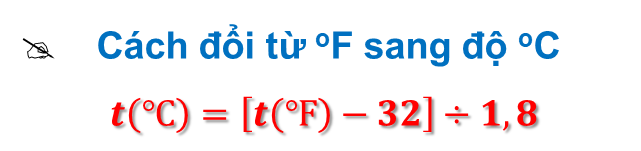 Cách đổi từ ᵒF sang độ ᵒC
t(°C) = [t(°F) − 32] ÷ 1,8